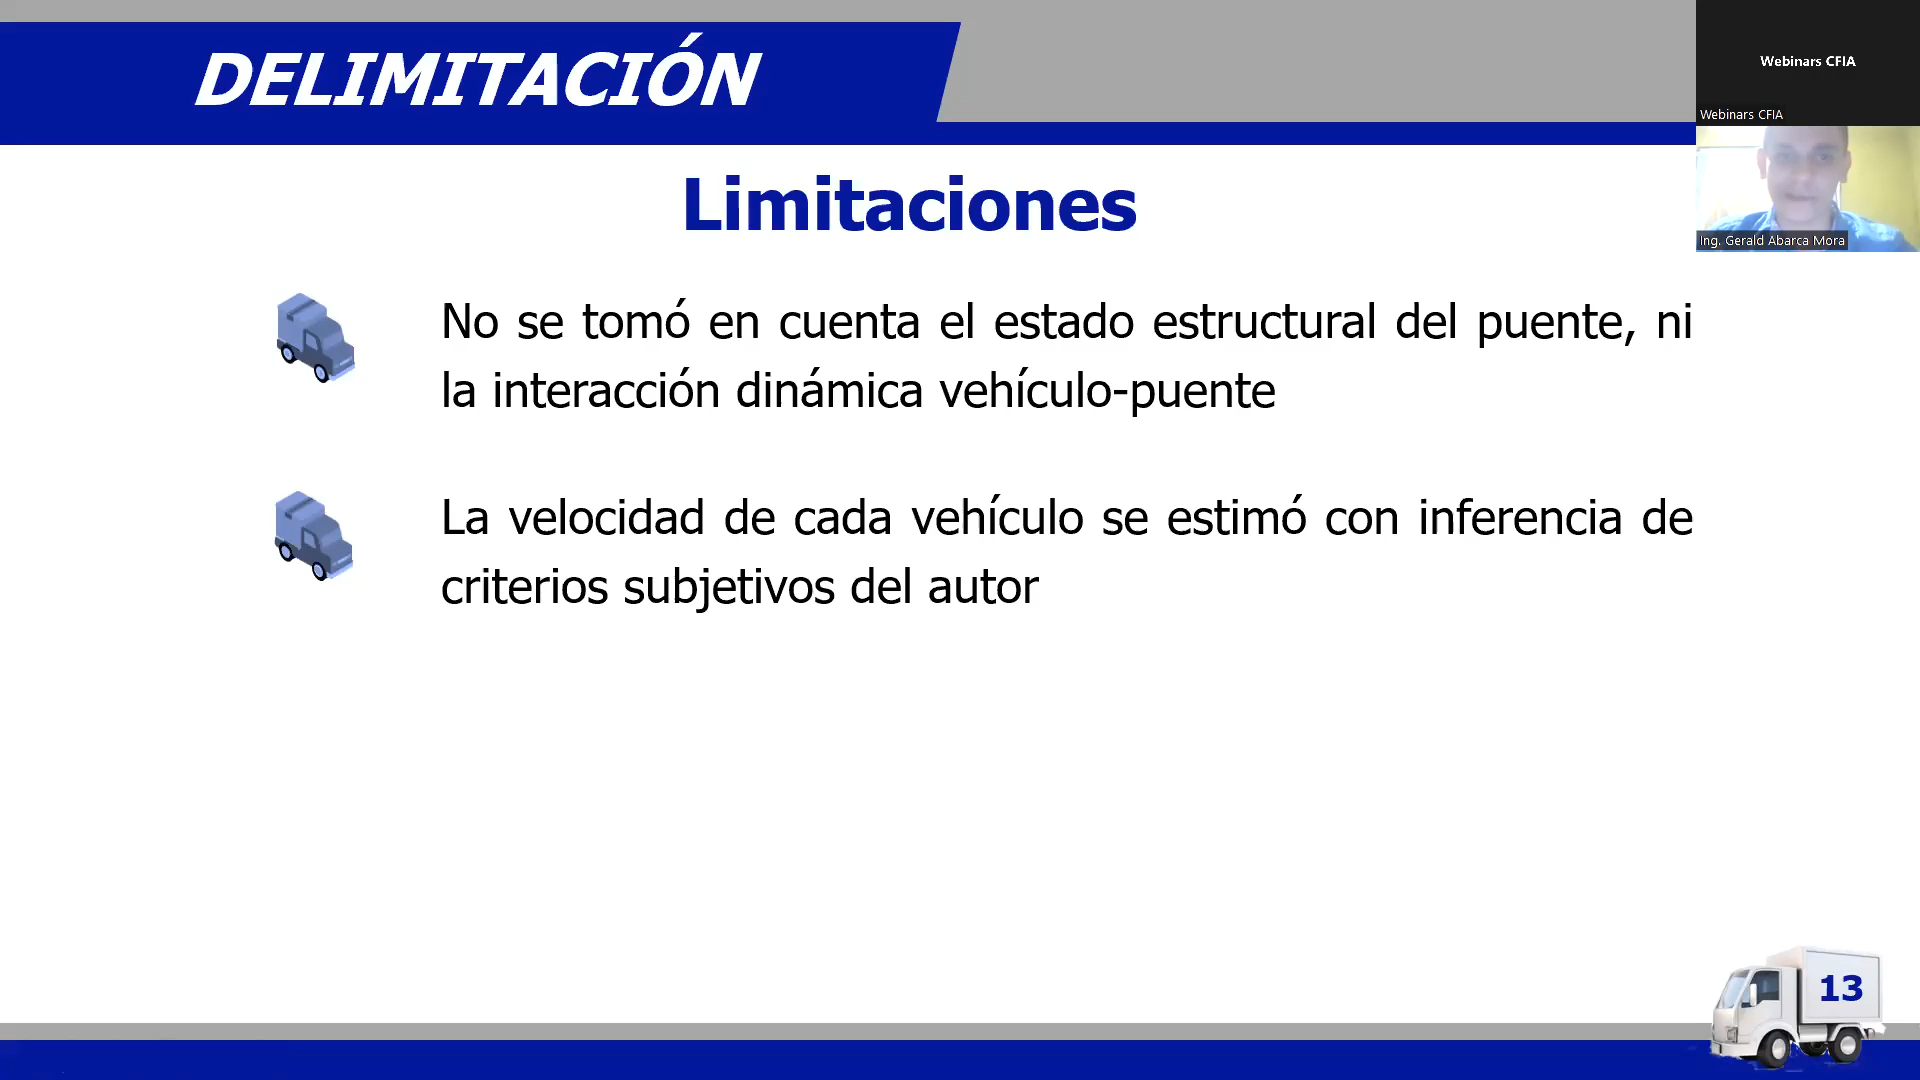 DELIMITACIÓN
Webinars CFIA
Webinars CFIA
Ing. Gerald Abarca Mora
Limitaciones
No se tomó en cuenta el estado estructural del puente, ni
la interacción dinámica vehículo-puente
La velocidad de cada vehículo se estimó con inferencia de
criterios subjetivos del autor
13